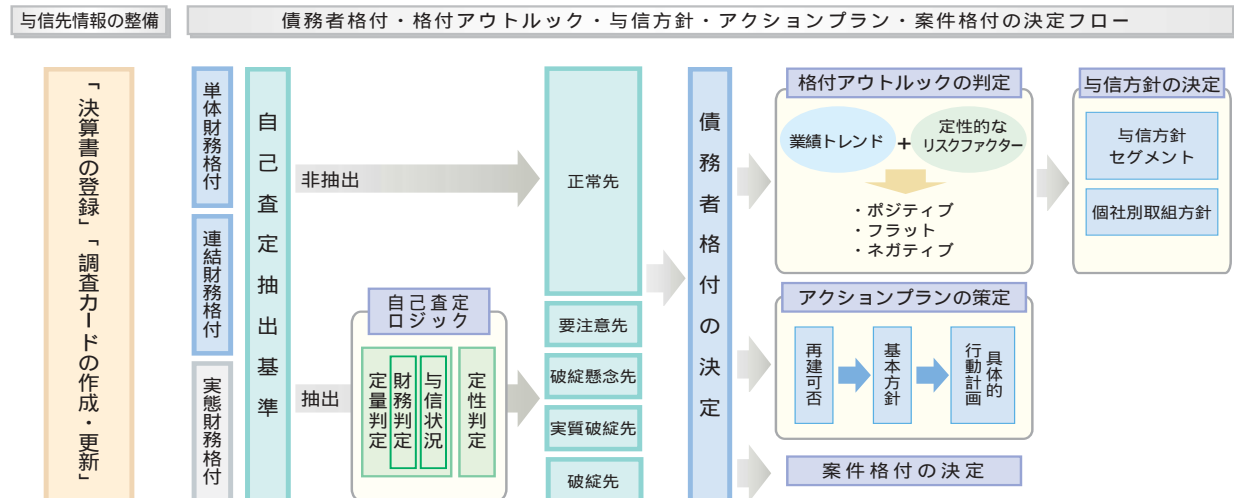 与信先情報の整備
債務者格付・格付アウトルック・与信方針・アクションプラン・案件格付の決定フロー
「決算書の登録」「調査カードの作成・更新」
単体財務格付
連結財務格付
実態財務格付
自己査定抽出基準
非抽出
抽出
自己査定
ロジック
定量判定
財務判定
与信状況
定性判定
正常先
要注意先
破綻懸念先
実質破綻先
破綻先
債務者格付の決定
格付アウトルックの判定
業績トレンド
+
定性的な
リスクファクター
・ポジティブ
・フラット
・ネガティブ
与信方針の決定
与信方針
セグメント
個社別取組方針
アクションプランの策定
再建可否
基本方針
具体的
行動計画
案件格付の決定